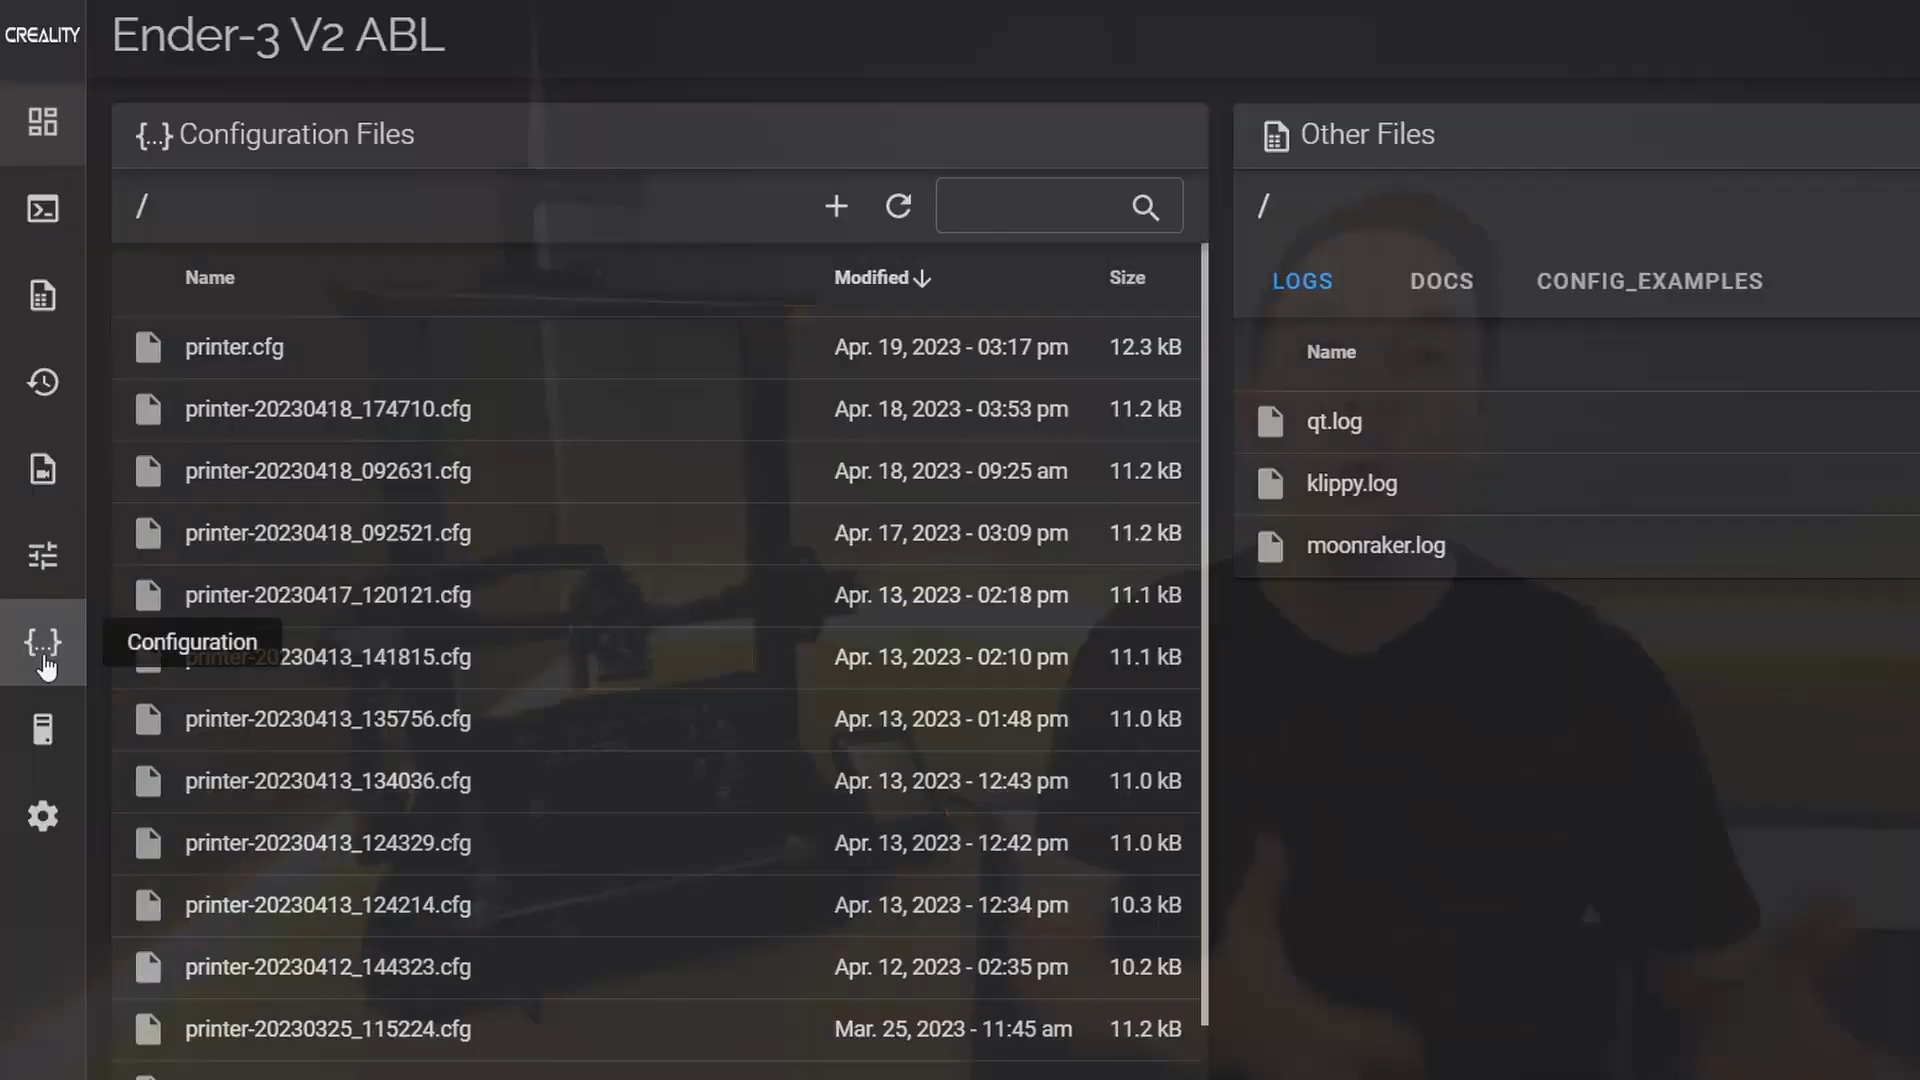 CREALITY
Ender-3 V2 ABL
{...} Configuration Files
/
Name Modified Size
printer.cfg Apr. 19, 2023 - 03:17 pm 12.3 kB
printer-20230418_174710.cfg Apr. 18, 2023 - 03:53 pm 11.2 kB
printer-20230418_092631.cfg Apr. 18, 2023 - 09:25 am 11.2 kB
printer-20230418_092521.cfg Apr. 17, 2023 - 03:09 pm 11.2 kB
printer-20230417_120121.cfg Apr. 13, 2023 - 02:18 pm 11.1 kB
Configuration
printer-20230413_141815.cfg Apr. 13, 2023 - 02:10 pm 11.1 kB
printer-20230413_135756.cfg Apr. 13, 2023 - 01:48 pm 11.0 kB
printer-20230413_134036.cfg Apr. 13, 2023 - 12:43 pm 11.0 kB
printer-20230413_124329.cfg Apr. 13, 2023 - 12:42 pm 11.0 kB
printer-20230413_124214.cfg Apr. 13, 2023 - 12:34 pm 10.3 kB
printer-20230412_144323.cfg Apr. 12, 2023 - 02:35 pm 10.2 kB
printer-20230325_115224.cfg Mar. 25, 2023 - 11:45 am 11.2 kB
Other Files
/
LOGS DOCS CONFIG_EXAMPLES
Name
qt.log
klippy.log
moonraker.log